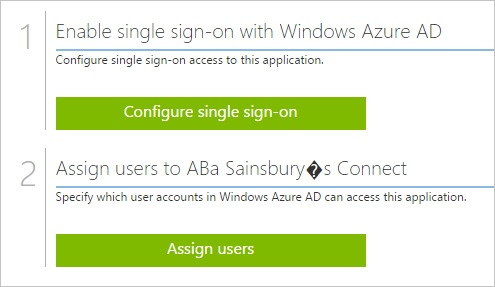 1
Enable single sign-on with Windows Azure AD
Configure single sign-on access to this application.
Configure single sign-on
2
Assign users to ABa Sainsbury�s Connect
Specify which user accounts in Windows Azure AD can access this application.
Assign users